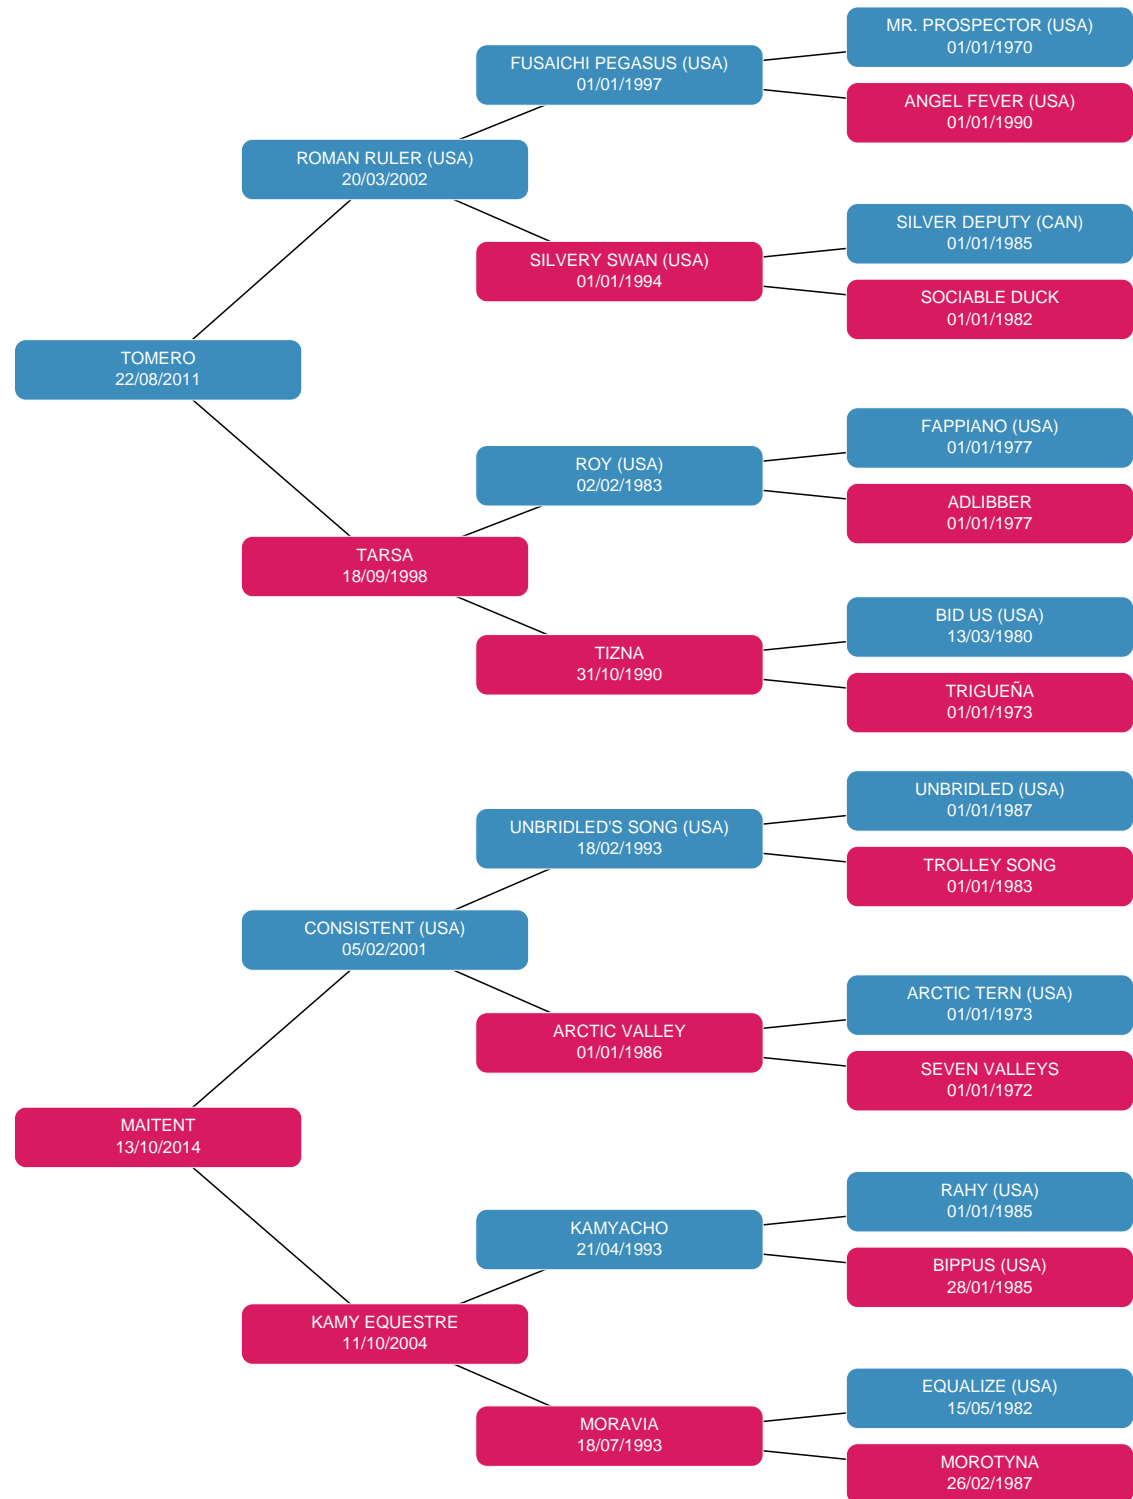 MR. PROSPECTOR (USA)
01/01/1970
FUSAICHI PEGASUS (USA)
01/01/1997
ANGEL FEVER (USA)
01/01/1990
ROMAN RULER (USA)
20/03/2002
SILVER DEPUTY (CAN)
01/01/1985
SILVERY SWAN (USA)
01/01/1994
SOCIABLE DUCK
01/01/1982
TOMERO
22/08/2011
FAPPIANO (USA)
01/01/1977
ROY (USA)
02/02/1983
ADLIBBER
01/01/1977
TARSA
18/09/1998
BID US (USA)
13/03/1980
TIZNA
31/10/1990
TRIGUEÑA
01/01/1973
UNBRIDLED (USA)
01/01/1987
UNBRIDLED'S SONG (USA)
18/02/1993
TROLLEY SONG
01/01/1983
CONSISTENT (USA)
05/02/2001
ARCTIC TERN (USA)
01/01/1973
ARCTIC VALLEY
01/01/1986
SEVEN VALLEYS
01/01/1972
MAITENT
13/10/2014
RAHY (USA)
01/01/1985
KAMYACHO
21/04/1993
BIPPUS (USA)
28/01/1985
KAMY EQUESTRE
11/10/2004
EQUALIZE (USA)
15/05/1982
MORAVIA
18/07/1993
MOROTYNA
26/02/1987